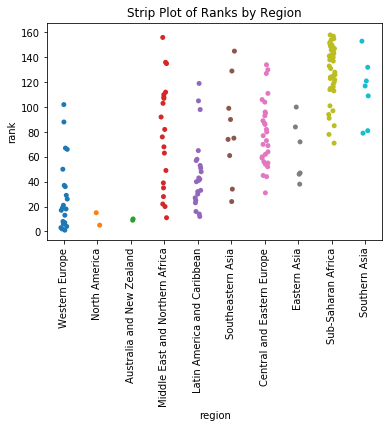 Strip Plot of Ranks by Region
160
140
120
100
80
60
40
20
0
rank
Western Europe
North America
Australia and New Zealand
Middle East and Northern Africa
Latin America and Caribbean
Southeastern Asia
Central and Eastern Europe
Eastern Asia
Sub-Saharan Africa
Southern Asia
region